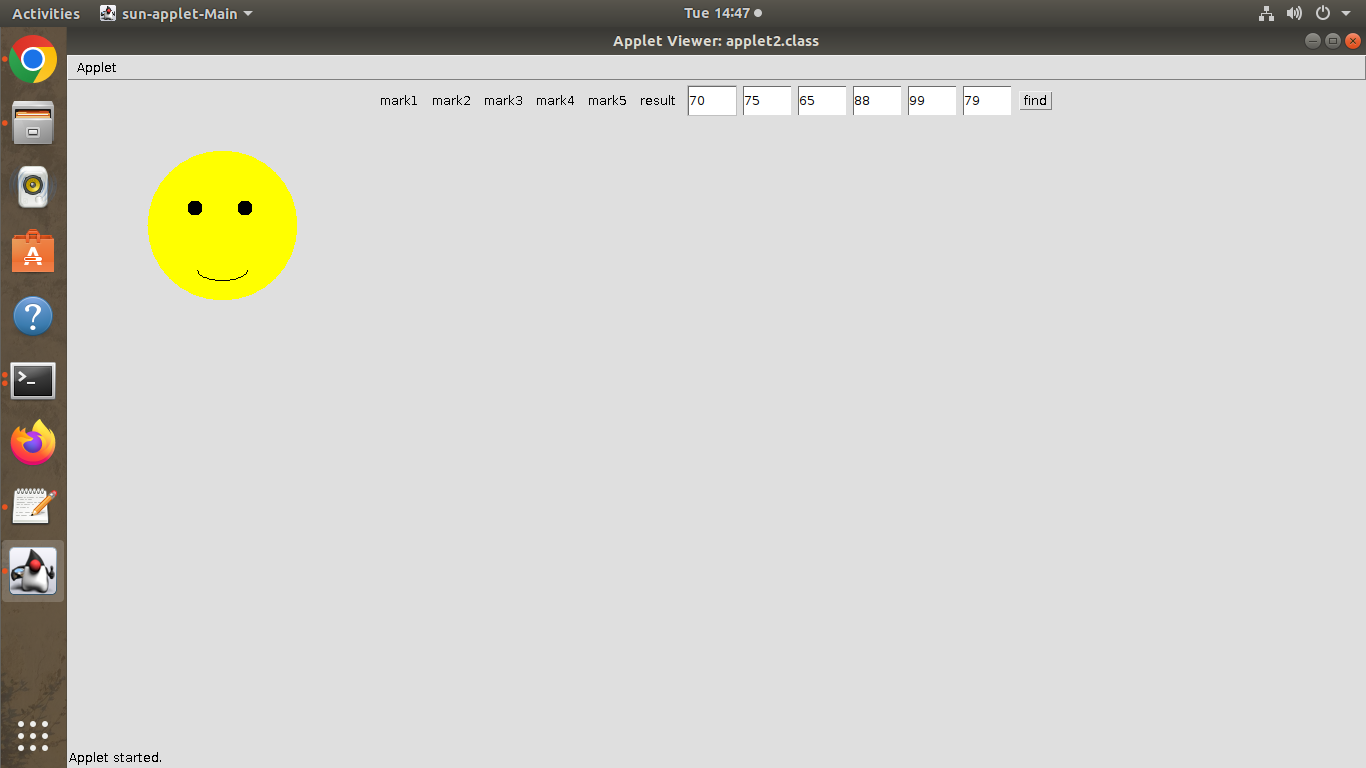 Activities sun-applet-Main Tue 14:47
Applet Viewer: applet2.class
Applet
mark1 mark2 mark3 mark4 mark5 result 70 75 65 88 99 79 find
Applet started.